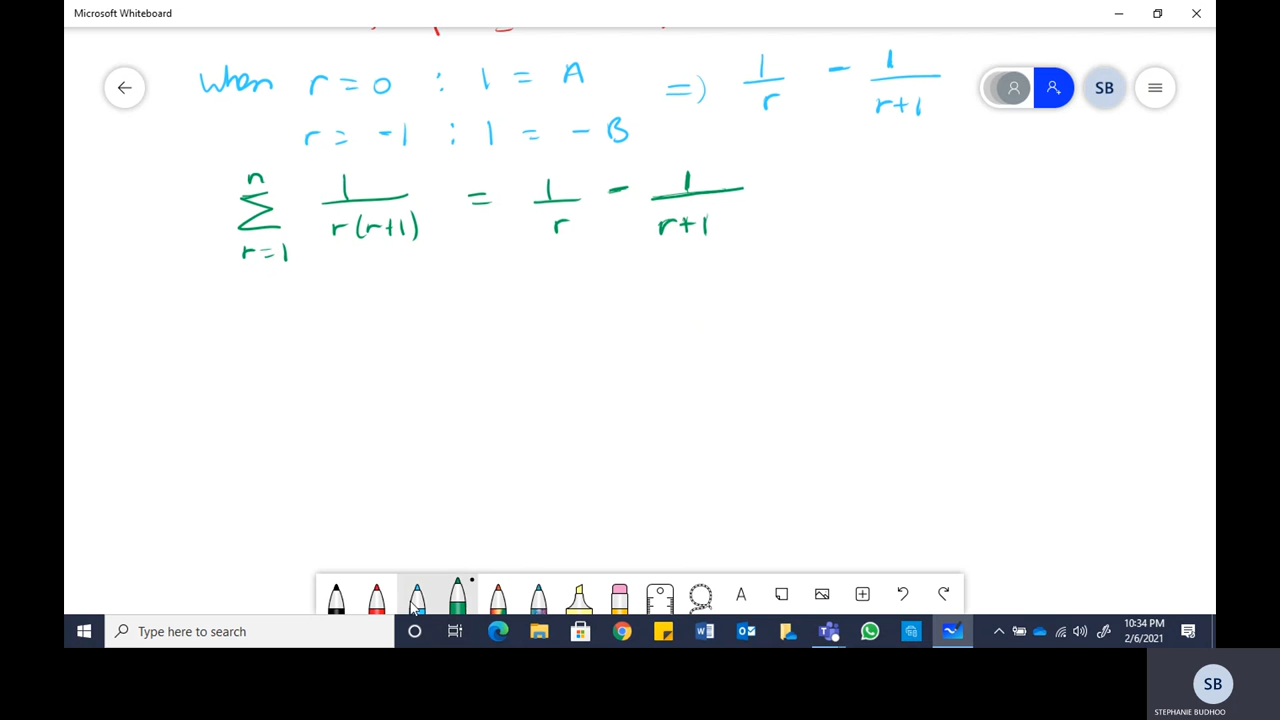 Microsoft Whiteboard
When r = 0 : 1 = A => 1/r - 1/(r+1)
SB
r = -1 : 1 = - B
n ∑ r=1 1/(r(r+1)) = 1/r - 1/(r+1)
A
Type here to search
10:34 PM
2/6/2021
SB
STEPHANIE BUDHOO